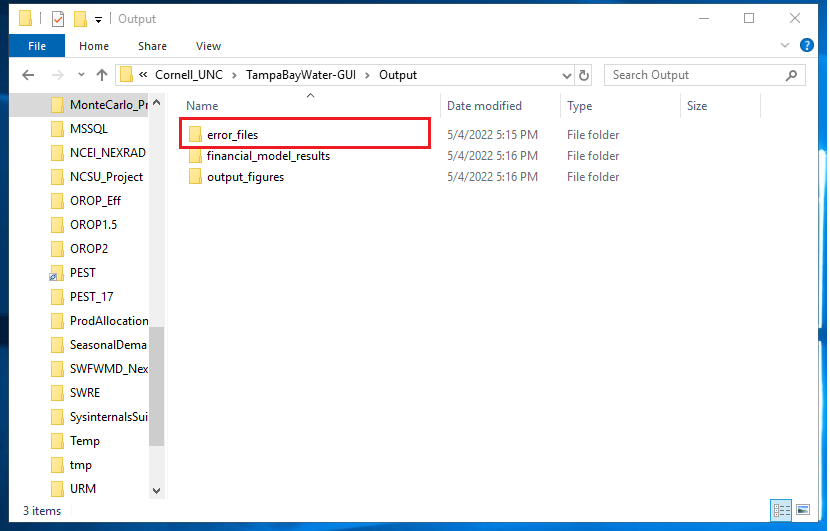 Output
File Home Share View
« Cornell_UNC > TampaBayWater-GUI > Output
Search Output
Name Date modified Type Size
error_files 5/4/2022 5:15 PM File folder
financial_model_results 5/4/2022 5:16 PM File folder
output_figures 5/4/2022 5:16 PM File folder
MonteCarlo_Pr
MSSQL
NCEI_NEXRAD
NCSU_Project
OROP_Eff
OROP1.5
OROP2
PEST
PEST_17
ProdAllocation
SeasonalDema
SWFWMD_Nex
SWRE
SysinternalsSui
Temp
tmp
URM
3 items